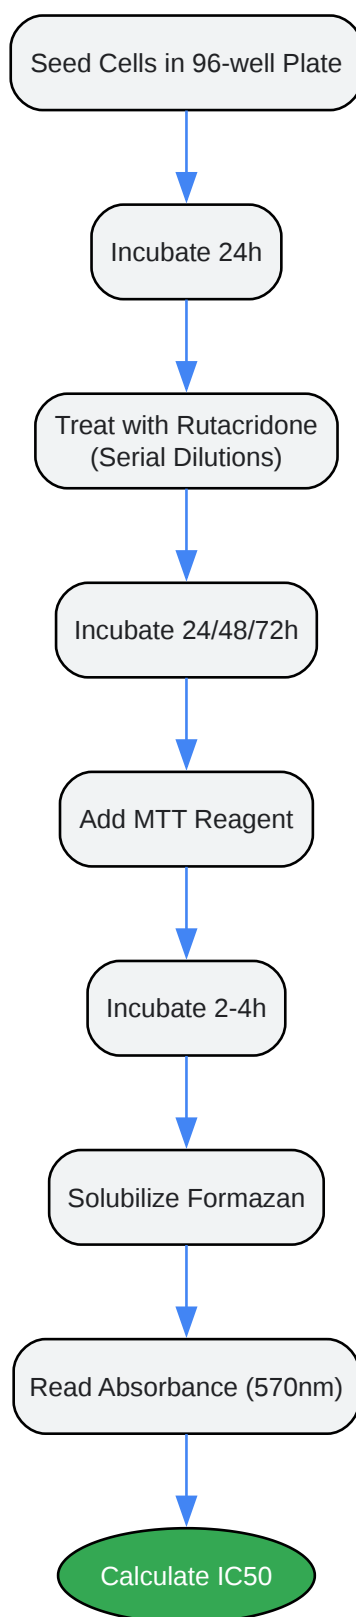 Seed Cells in 96-well Plate
Incubate 24h
Treat with Rutacridone
(Serial Dilutions)
Incubate 24/48/72h
Add MTT Reagent
Incubate 2-4h
Solubilize Formazan
Read Absorbance (570nm)
Calculate IC50